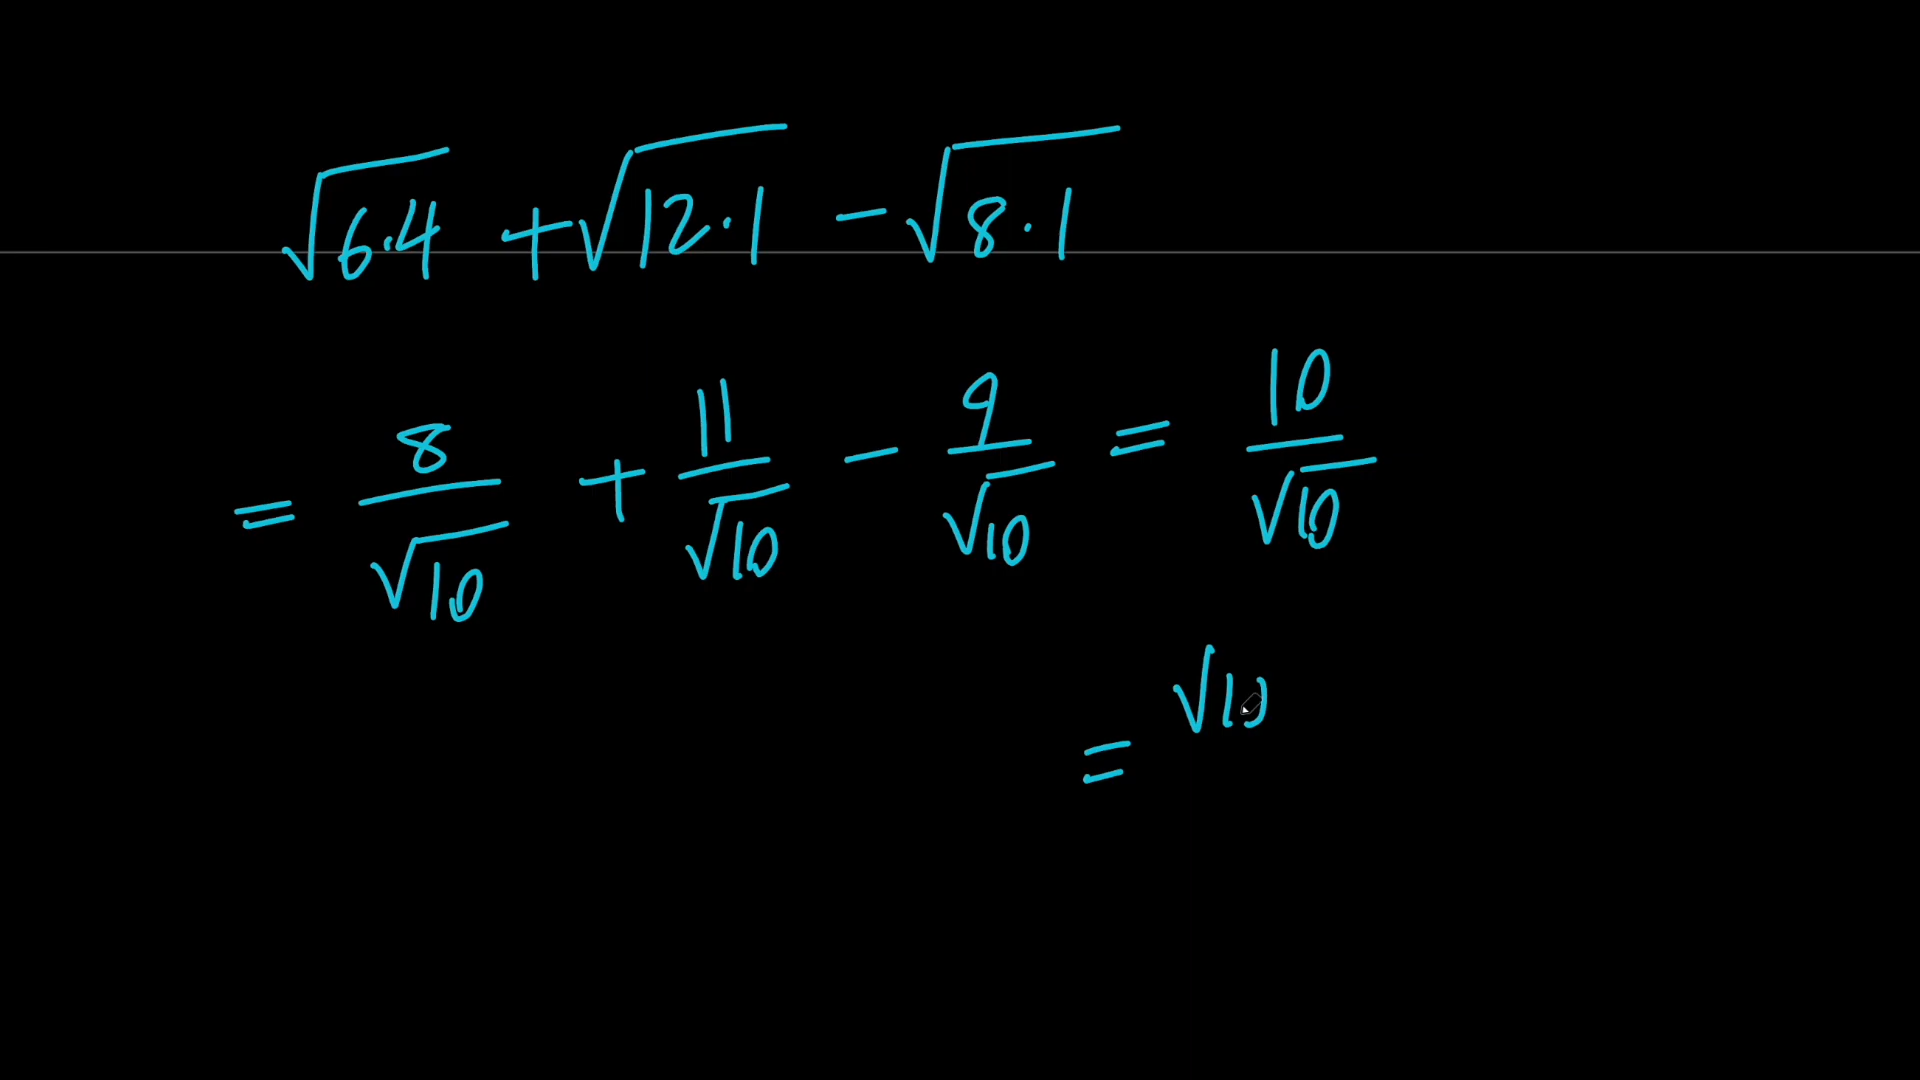 √6.4 + √12.1 − √8.1
= 8/√10 + 11/√10 − 9/√10 = 10/√10
= √10